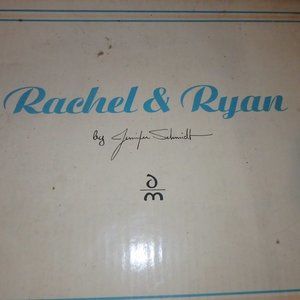 Rachel & Ryan
by Jennifer Schmidt